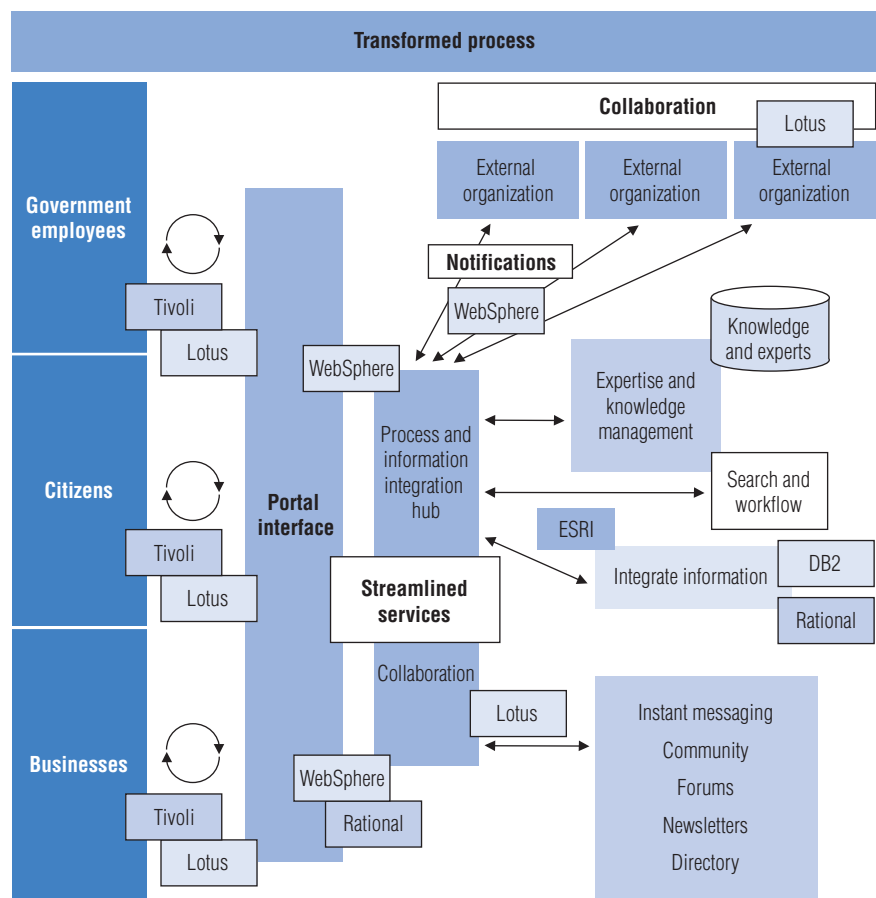 Transformed process
Collaboration
Lotus
External
organization
External
organization
External
organization
Government
employees
Notifications
WebSphere
Tivoli
Lotus
WebSphere
Knowledge
and experts
Expertise and
knowledge
management
Process and
information
integration
hub
Search and
workflow
Citizens
Portal
interface
Tivoli
Lotus
ESRI
Integrate information
DB2
Rational
Streamlined
services
Collaboration
Lotus
Instant messaging
Community
Forums
Newsletters
Directory
Businesses
Tivoli
Lotus
WebSphere
Rational